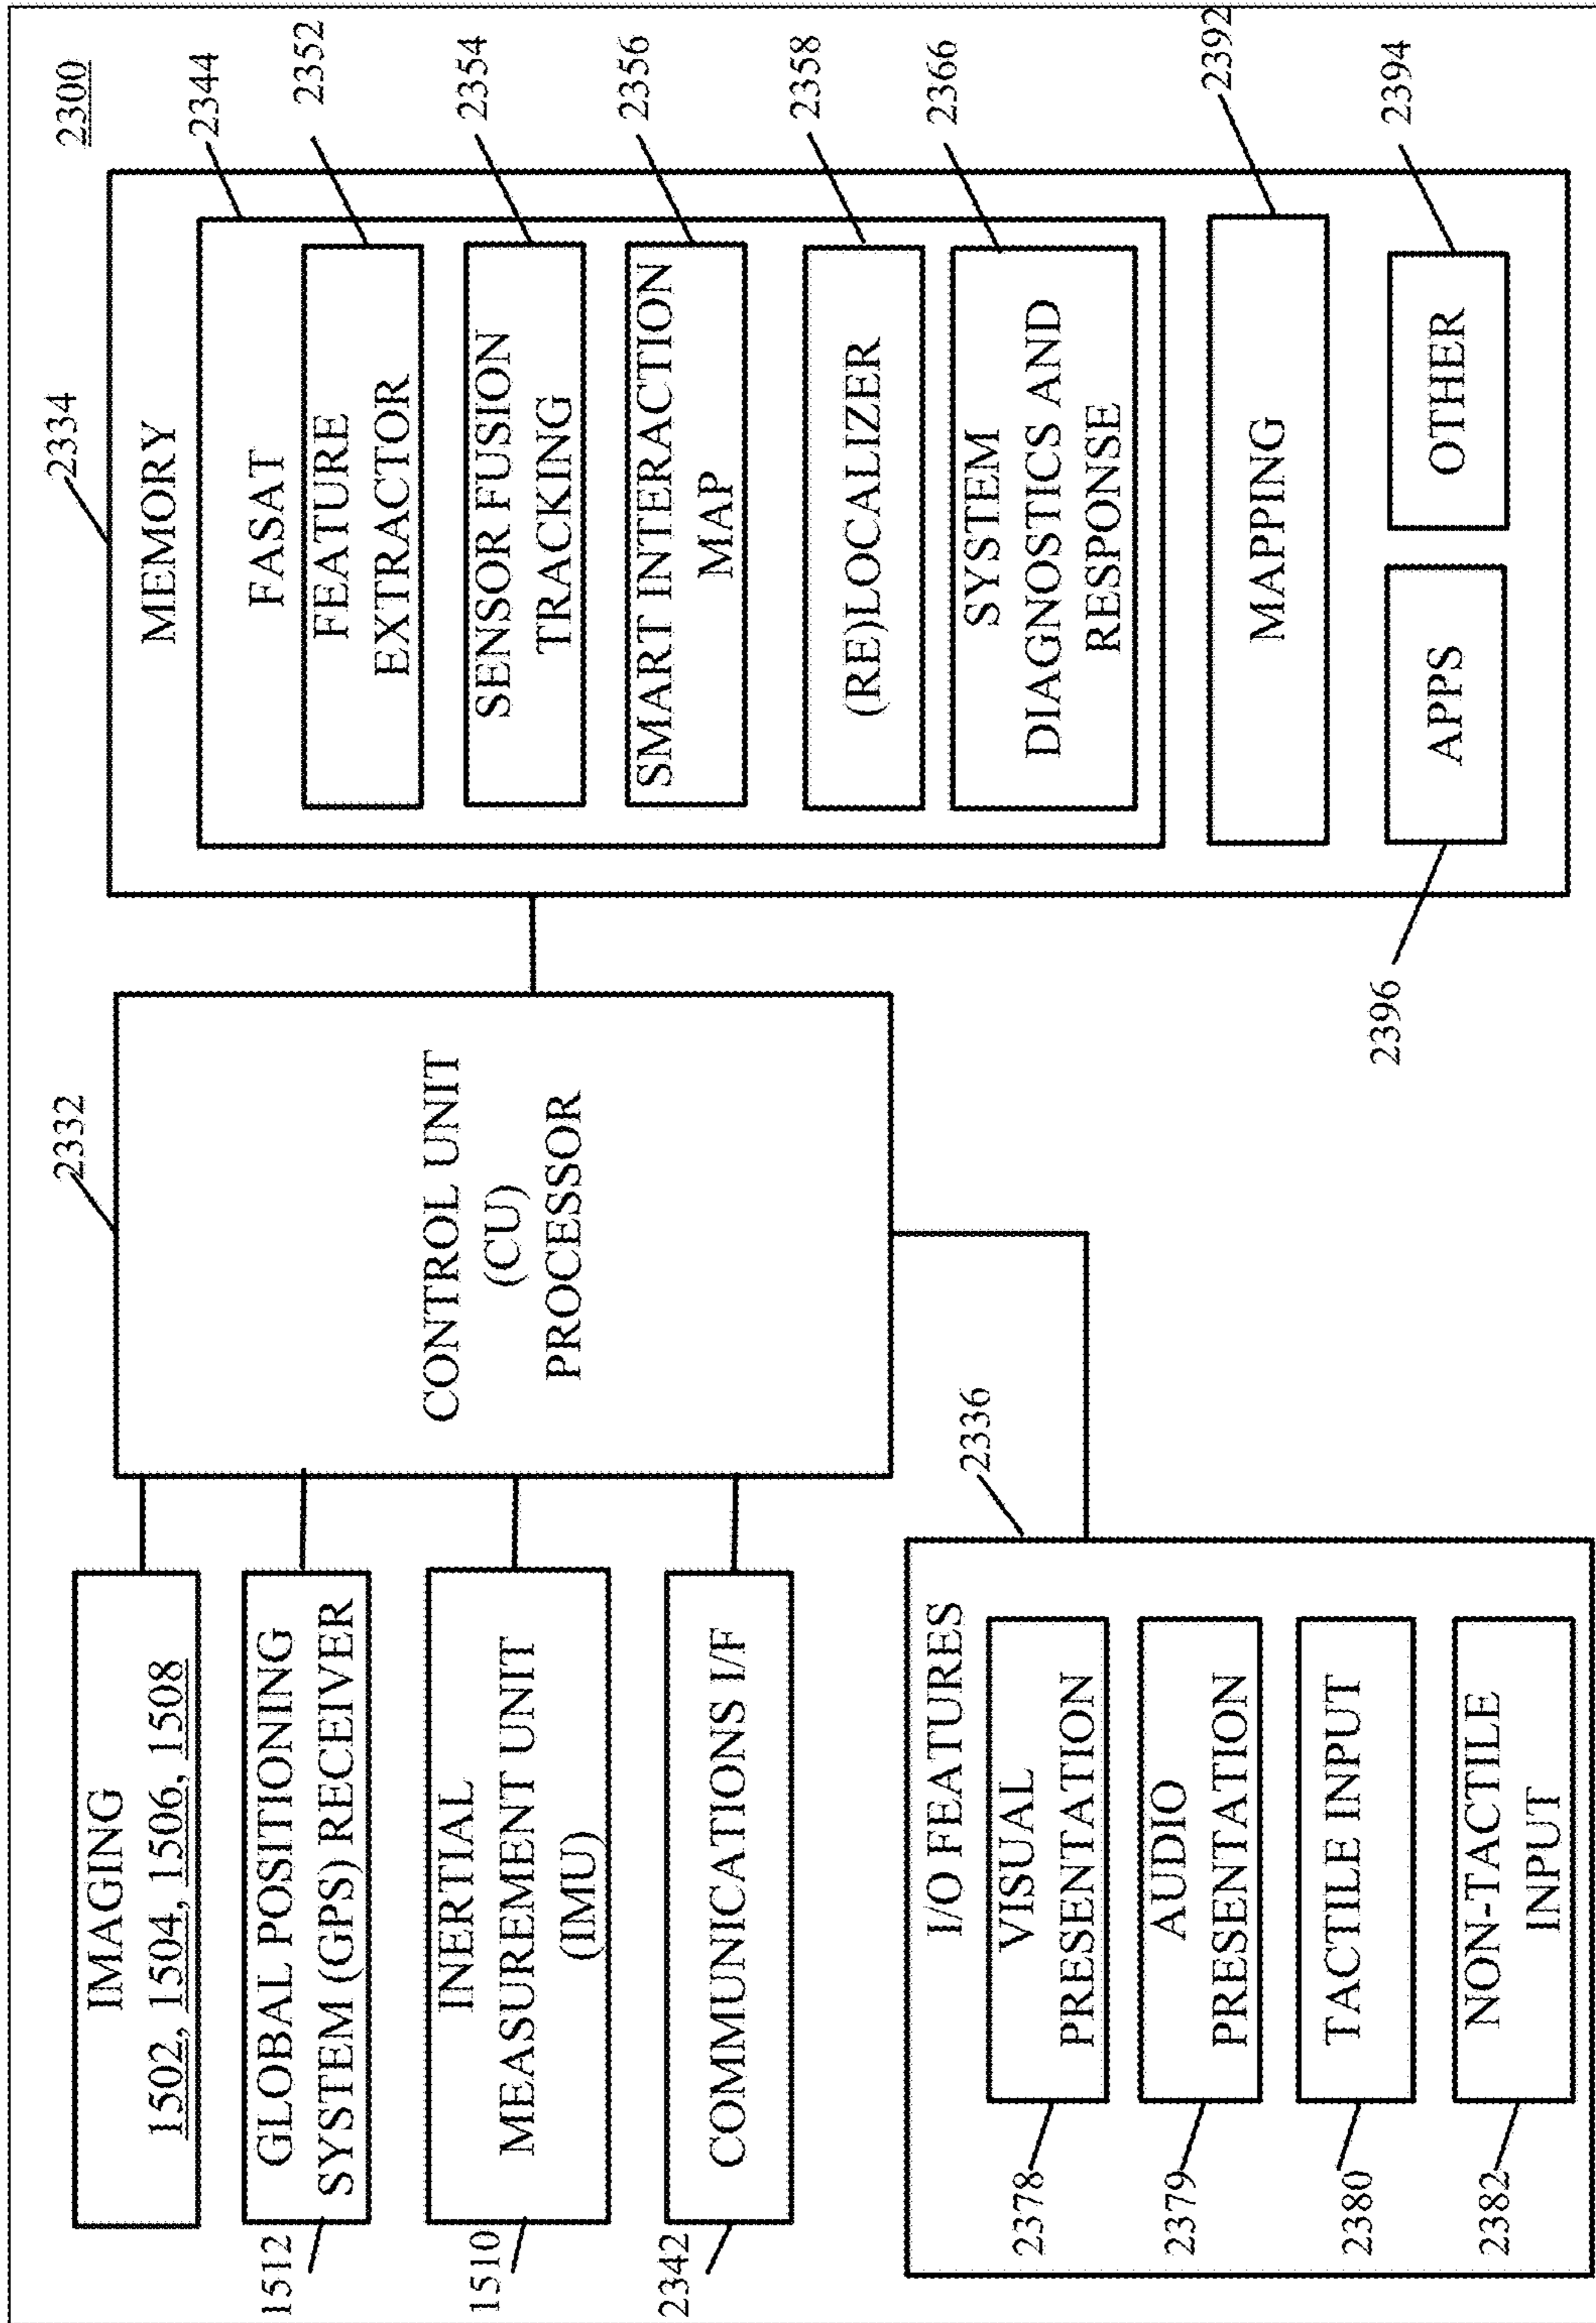 2300
IMAGING
1502, 1504, 1506, 1508
1512
GLOBAL POSITIONING
SYSTEM (GPS) RECEIVER
1510
INERTIAL
MEASUREMENT UNIT
(IMU)
2342
COMMUNICATIONS I/F
2332
CONTROL UNIT
(CU)
PROCESSOR
2336
I/O FEATURES
2378
VISUAL
PRESENTATION
2379
AUDIO
PRESENTATION
2380
TACTILE INPUT
2382
NON-TACTILE
INPUT
2334
MEMORY
2344
FASAT
2352
FEATURE
EXTRACTOR
2354
SENSOR FUSION
TRACKING
2356
SMART INTERACTION
MAP
2358
(RE)LOCALIZER
2366
SYSTEM
DIAGNOSTICS AND
RESPONSE
2392
MAPPING
2396
APPS
2394
OTHER